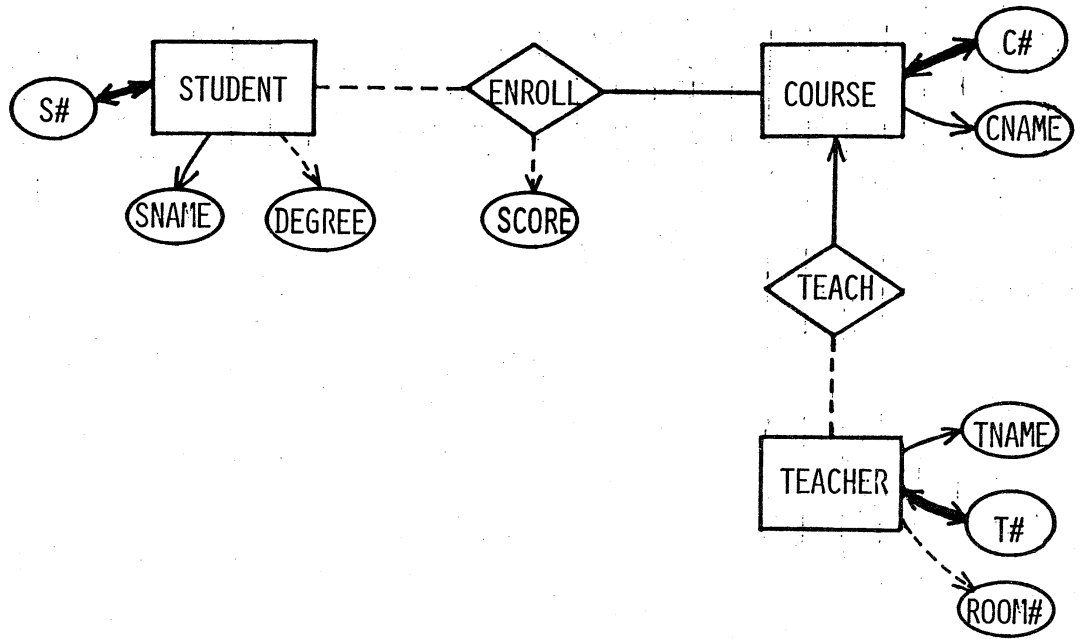 STUDENT
ENROLL
COURSE
C#
S#
CNAME
SNAME
DEGREE
SCORE
TEACH
TNAME
TEACHER
T#
ROOM#